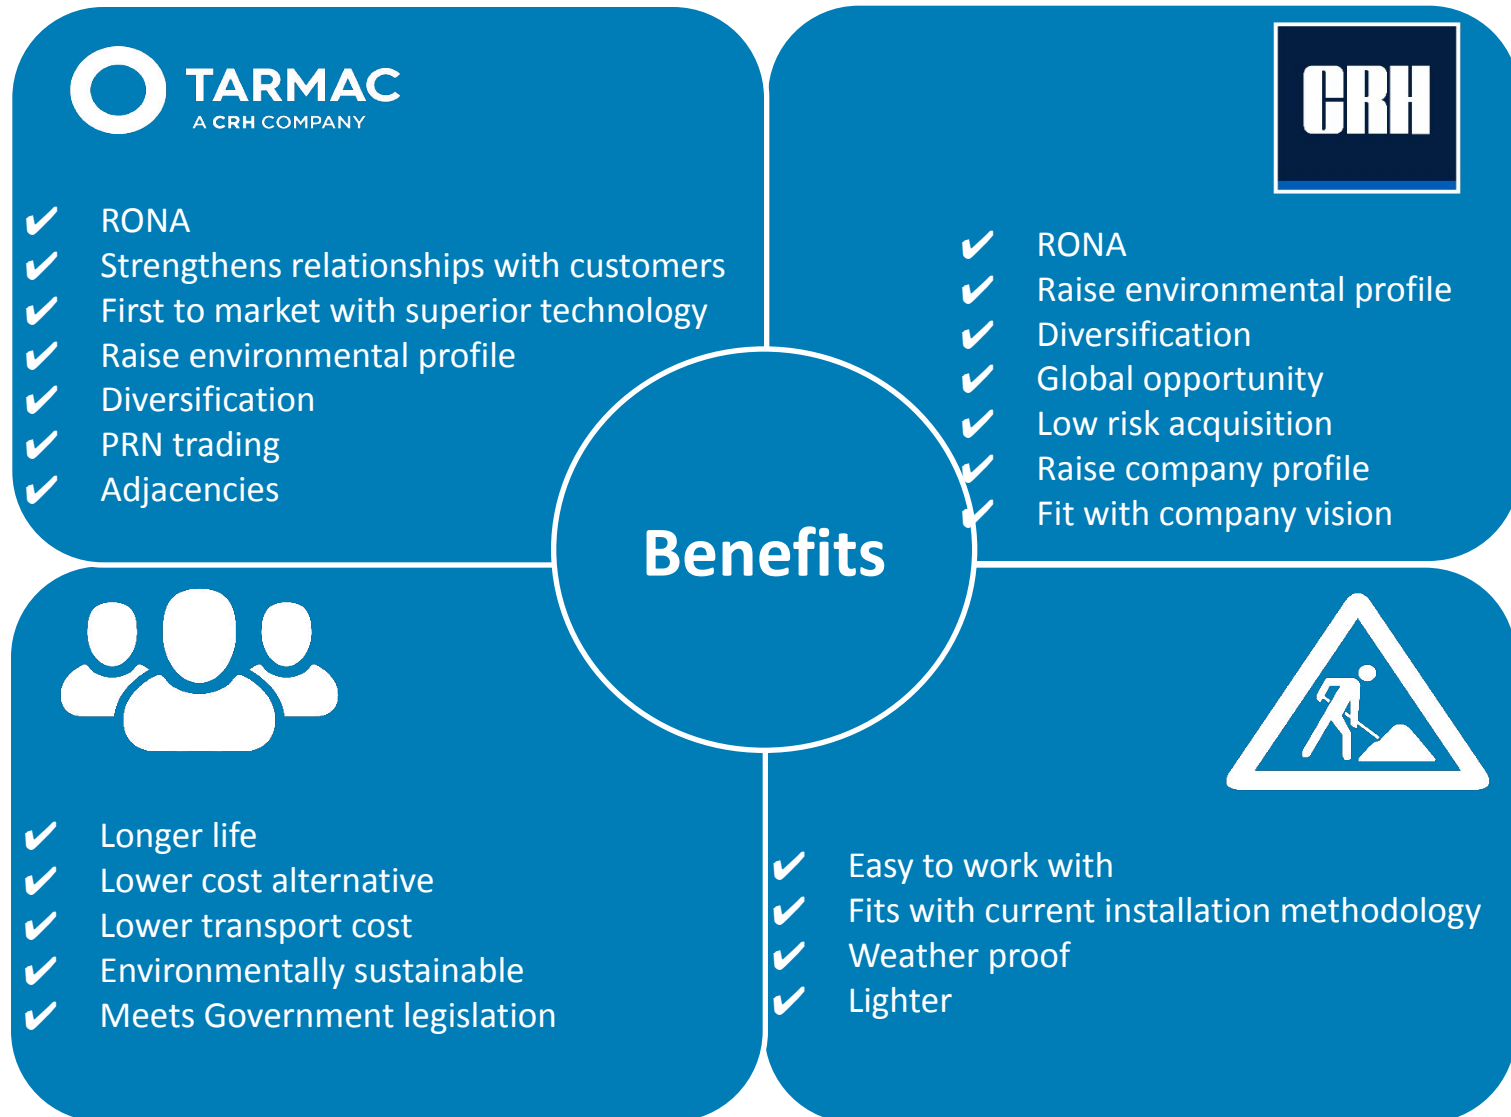 TARMAC
A CRH COMPANY
✔ RONA
✔ Strengthens relationships with customers
✔ First to market with superior technology
✔ Raise environmental profile
✔ Diversification
✔ PRN trading
✔ Adjacencies
CRH
✔ RONA
✔ Raise environmental profile
✔ Diversification
✔ Global opportunity
✔ Low risk acquisition
✔ Raise company profile
✔ Fit with company vision
Benefits
✔ Longer life
✔ Lower cost alternative
✔ Lower transport cost
✔ Environmentally sustainable
✔ Meets Government legislation
✔ Easy to work with
✔ Fits with current installation methodology
✔ Weather proof
✔ Lighter